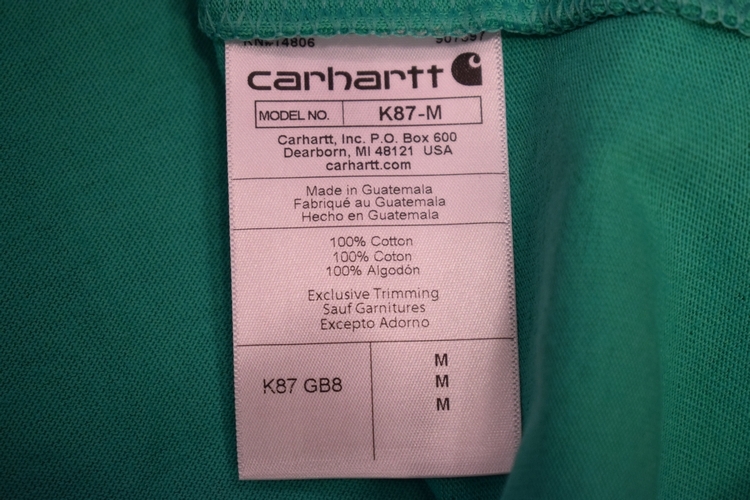 carhartt
MODEL NO. K87-M
Carhartt, Inc. P.O. Box 600
Dearborn, MI 48121 USA
carhartt.com
Made in Guatemala
Fabriqué au Guatemala
Hecho en Guatemala
100% Cotton
100% Coton
100% Algodón
Exclusive Trimming
Sauf Garnitures
Excepto Adorno
K87 GB8
M
M
M